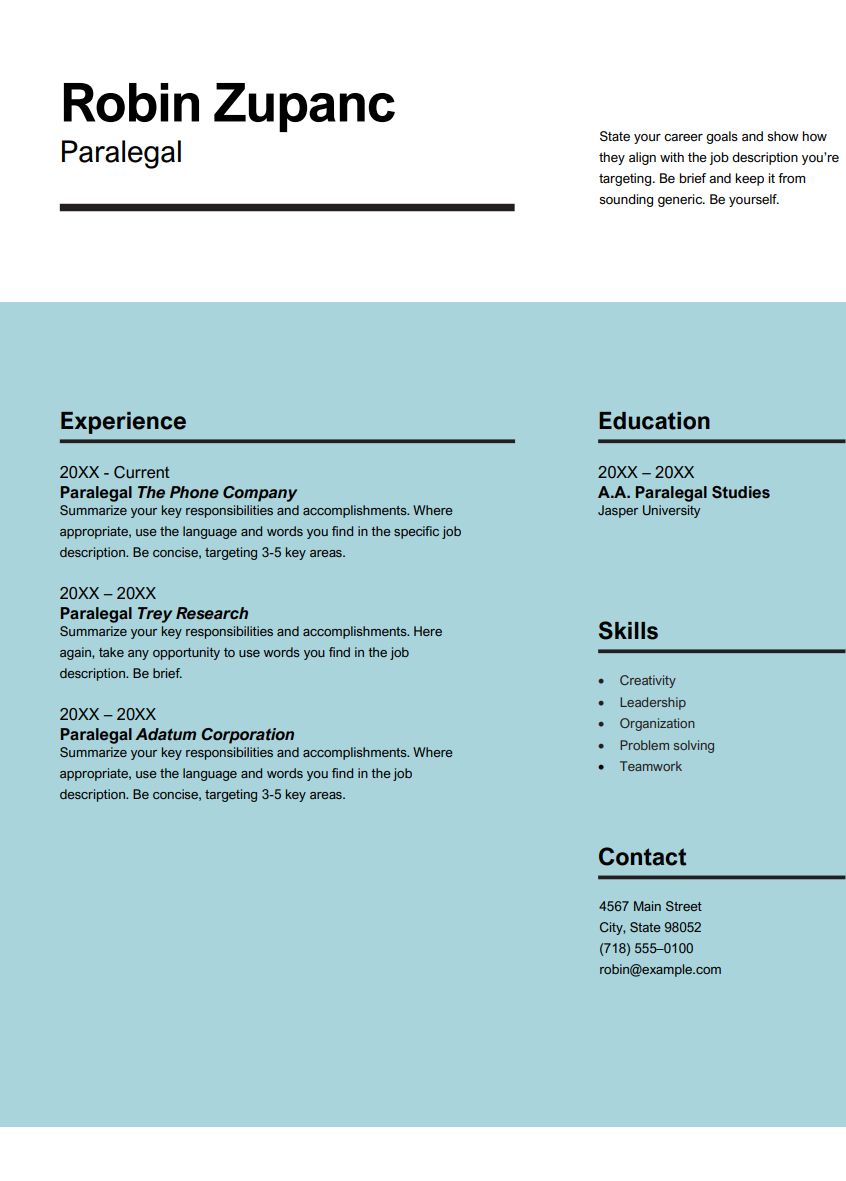 Robin Zupanc
Paralegal
State your career goals and show how
they align with the job description you’re
targeting. Be brief and keep it from
sounding generic. Be yourself.
Experience
20XX - Current
Paralegal The Phone Company
Summarize your key responsibilities and accomplishments. Where
appropriate, use the language and words you find in the specific job
description. Be concise, targeting 3-5 key areas.
20XX – 20XX
Paralegal Trey Research
Summarize your key responsibilities and accomplishments. Here
again, take any opportunity to use words you find in the job
description. Be brief.
20XX – 20XX
Paralegal Adatum Corporation
Summarize your key responsibilities and accomplishments. Where
appropriate, use the language and words you find in the job
description. Be concise, targeting 3-5 key areas.
Education
20XX – 20XX
A.A. Paralegal Studies
Jasper University
Skills
• Creativity
• Leadership
• Organization
• Problem solving
• Teamwork
Contact
4567 Main Street
City, State 98052
(718) 555–0100
robin@example.com